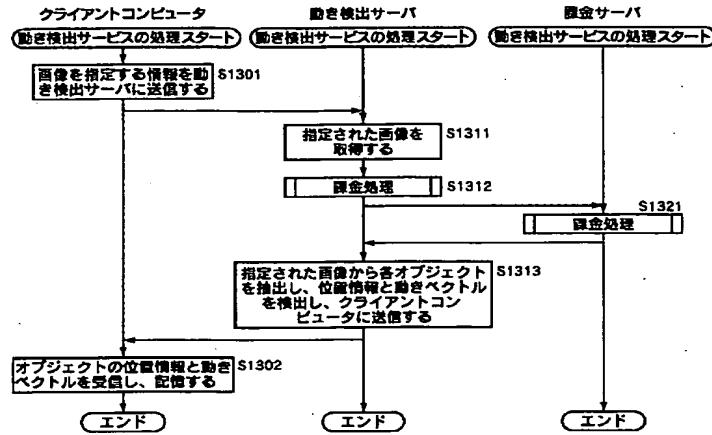 クライアントコンピュータ
動き検出サーバ
課金サーバ
動き検出サービスの処理スタート
動き検出サービスの処理スタート
動き検出サービスの処理スタート
画像を指定する情報を動
き検出サーバに送信する
S1301
指定された画像を
取得する
S1311
課金処理
S1312
S1321
課金処理
指定された画像から各オブジェクト
を抽出し、位置情報と動きベクトル
を検出し、クライアントコン
ピュータに送信する
S1313
オブジェクトの位置情報と動き
ベクトルを受信し、記憶する
S1302
エンド
エンド
エンド